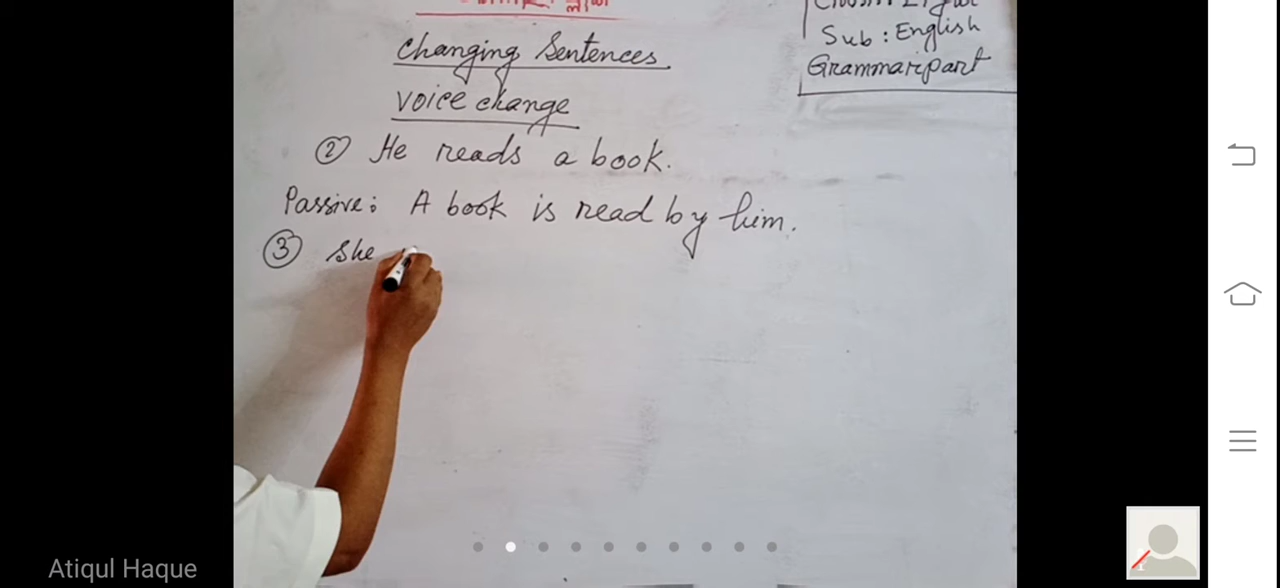 Sub : English
Grammar part
Changing Sentences.
Voice change
② He reads a book.
Passive: A book is read by him.
③ She
Atiqul Haque